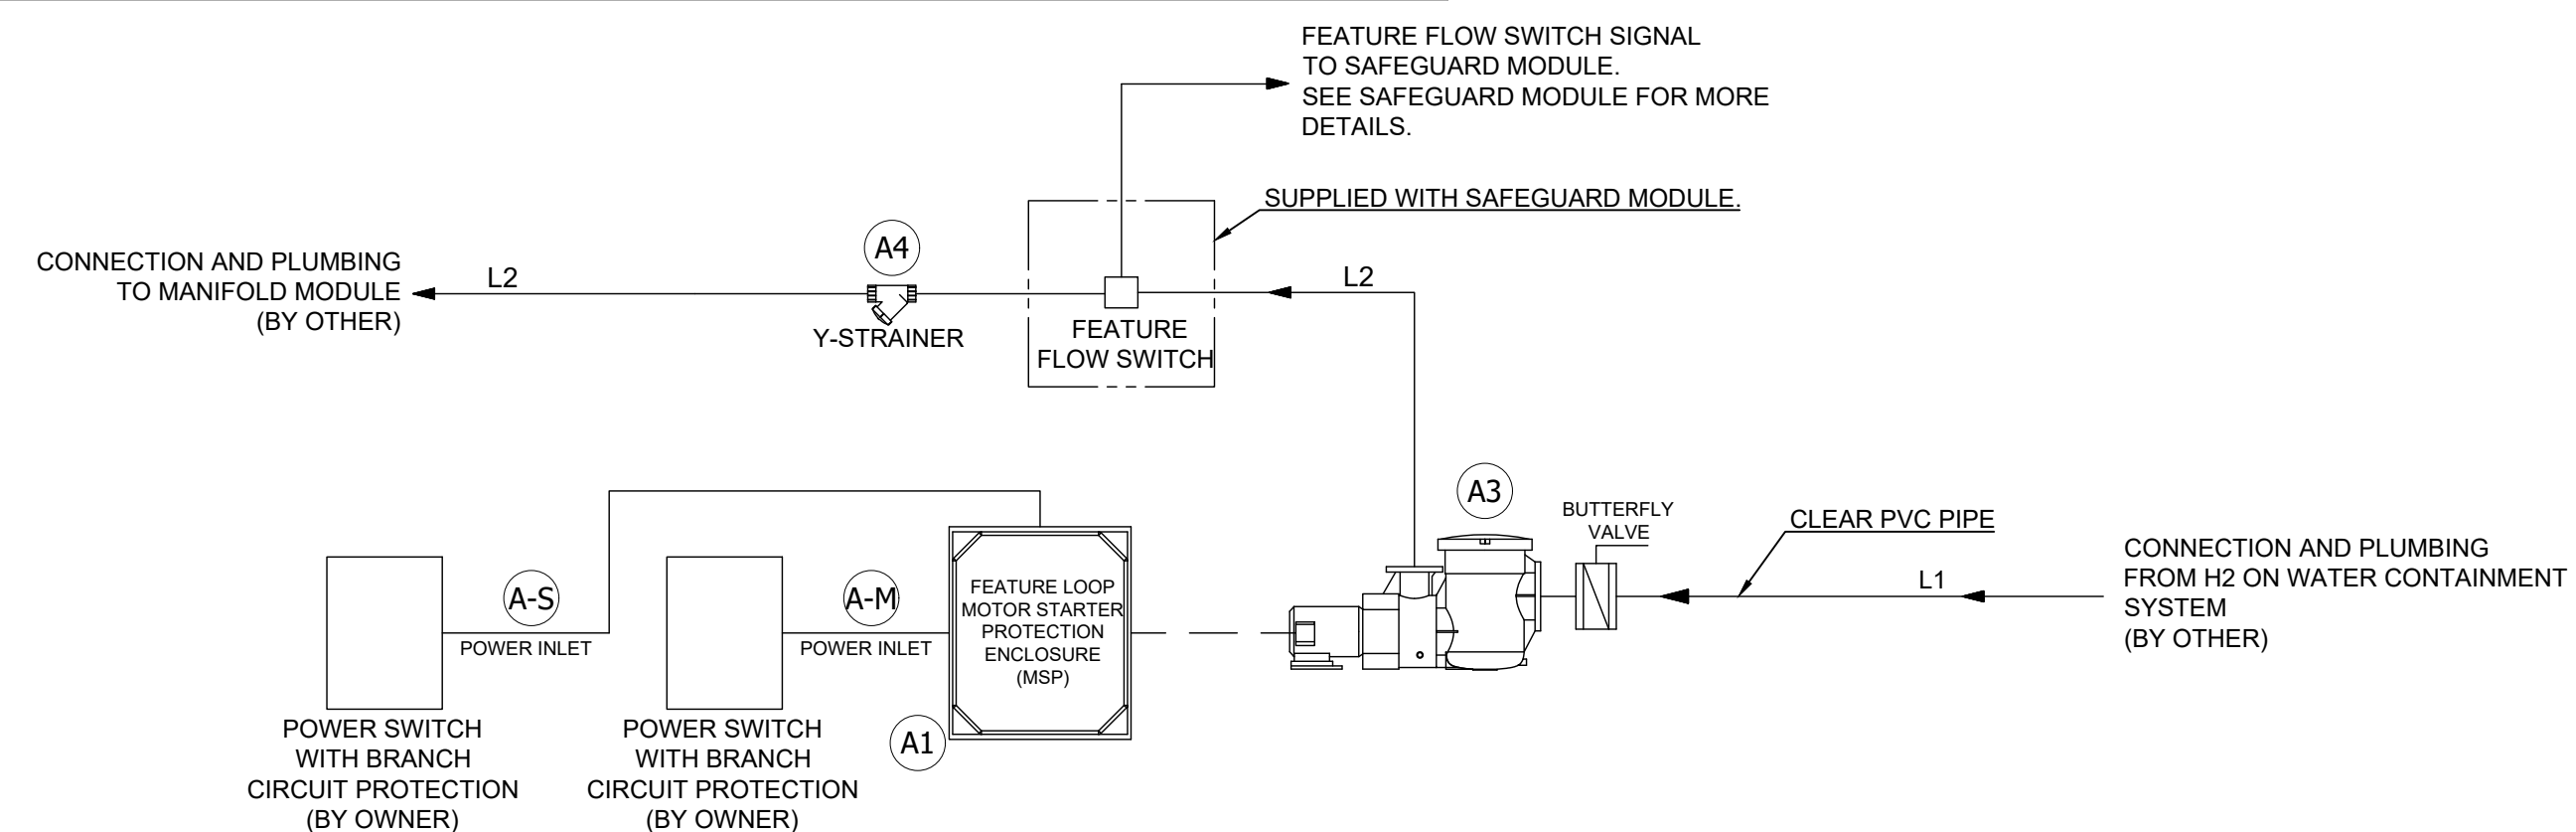 FEATURE FLOW SWITCH SIGNAL
TO SAFEGUARD MODULE.
SEE SAFEGUARD MODULE FOR MORE
DETAILS.
SUPPLIED WITH SAFEGUARD MODULE.
A4
CONNECTION AND PLUMBING
TO MANIFOLD MODULE
(BY OTHER)
L2
L2
Y-STRAINER
FEATURE
FLOW SWITCH
A3
BUTTERFLY
VALVE
CLEAR PVC PIPE
L1
CONNECTION AND PLUMBING
FROM H2 ON WATER CONTAINMENT
SYSTEM
(BY OTHER)
A-S
POWER INLET
A-M
POWER INLET
FEATURE LOOP
MOTOR STARTER
PROTECTION
ENCLOSURE
(MSP)
A1
POWER SWITCH
WITH BRANCH
CIRCUIT PROTECTION
(BY OWNER)
POWER SWITCH
WITH BRANCH
CIRCUIT PROTECTION
(BY OWNER)